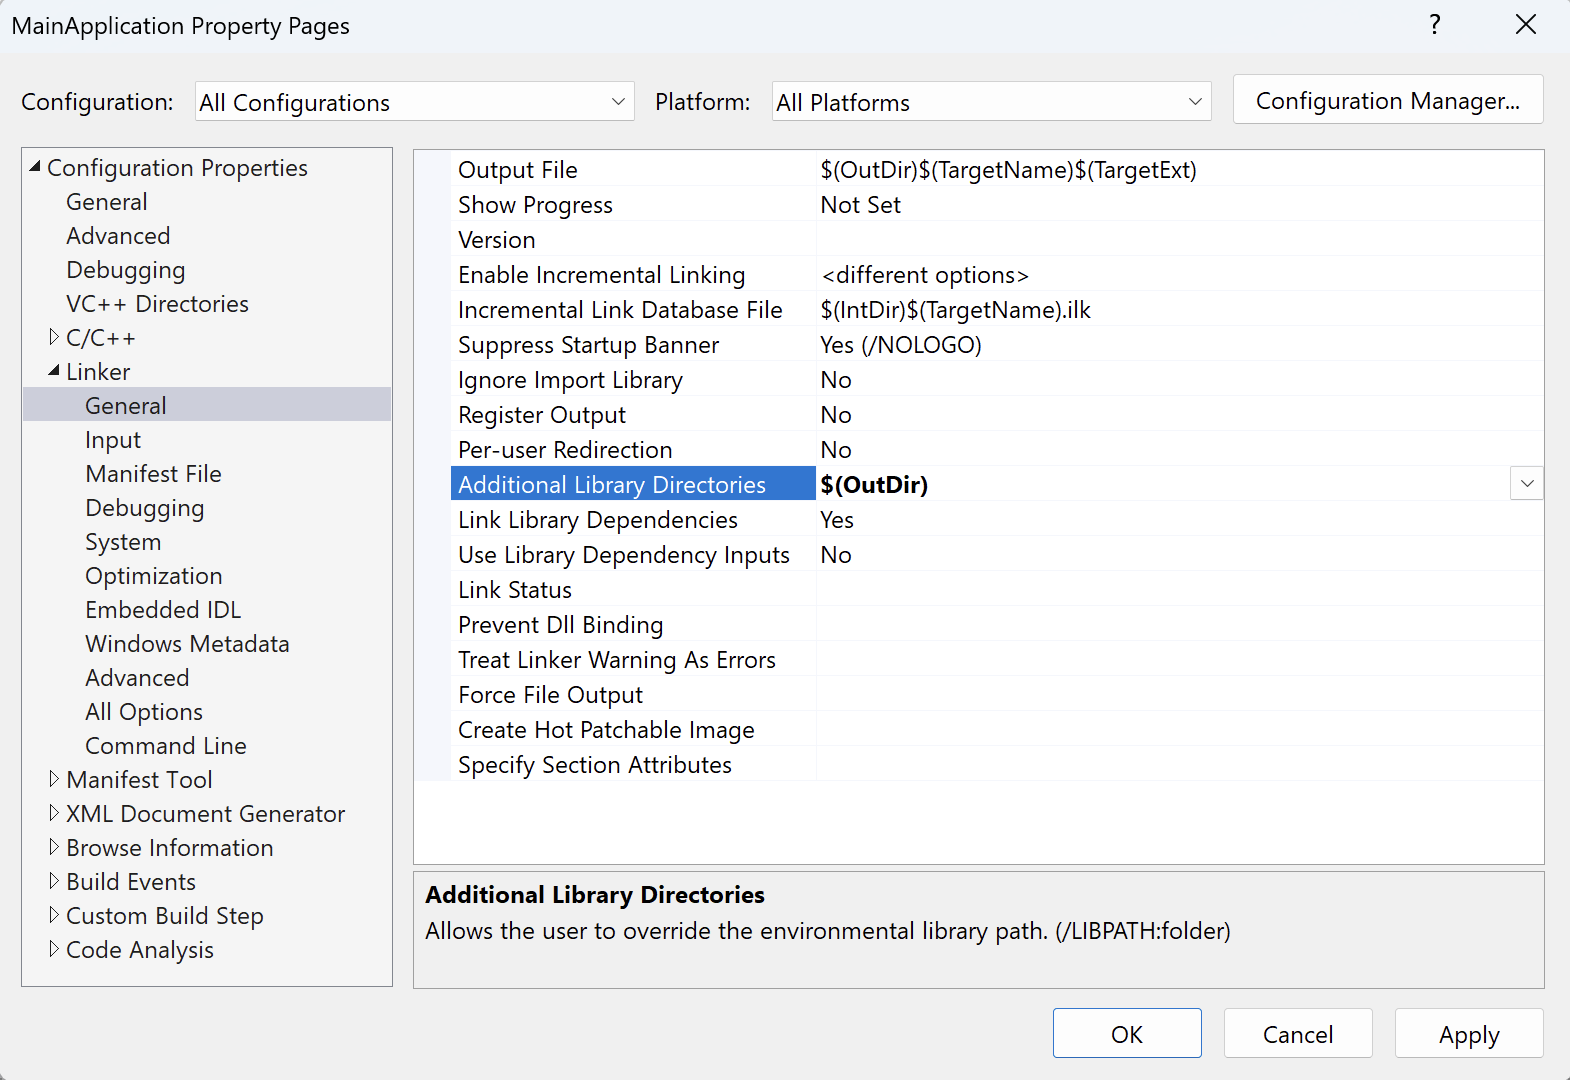 MainApplication Property Pages
?
Configuration: All Configurations Platform: All Platforms Configuration Manager...
Configuration Properties
General
Advanced
Debugging
VC++ Directories
C/C++
Linker
General
Input
Manifest File
Debugging
System
Optimization
Embedded IDL
Windows Metadata
Advanced
All Options
Command Line
Manifest Tool
XML Document Generator
Browse Information
Build Events
Custom Build Step
Code Analysis
Output File $(OutDir)$(TargetName)$(TargetExt)
Show Progress Not Set
Version
Enable Incremental Linking <different options>
Incremental Link Database File $(IntDir)$(TargetName).ilk
Suppress Startup Banner Yes (/NOLOGO)
Ignore Import Library No
Register Output No
Per-user Redirection No
Additional Library Directories $(OutDir)
Link Library Dependencies Yes
Use Library Dependency Inputs No
Link Status
Prevent Dll Binding
Treat Linker Warning As Errors
Force File Output
Create Hot Patchable Image
Specify Section Attributes
Additional Library Directories
Allows the user to override the environmental library path. (/LIBPATH:folder)
OK Cancel Apply